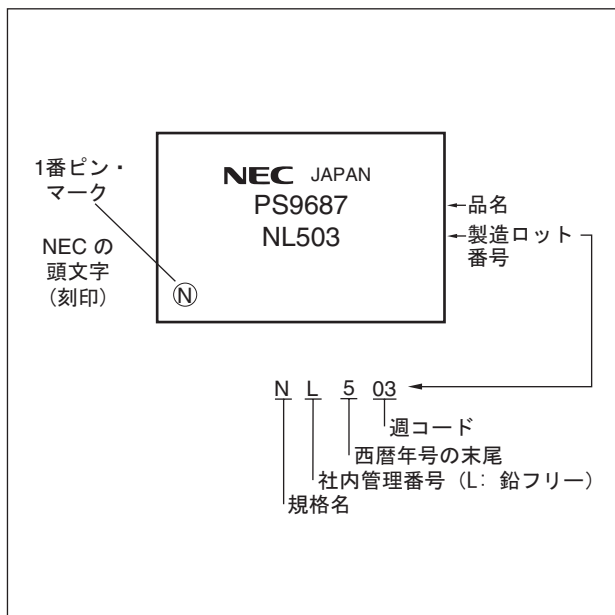 1番ピン・
マーク
NEC の
頭文字
(刻印)
NEC JAPAN
PS9687
NL503
N
品名
製造ロット
番号
N L 5 03
週コード
西暦年号の末尾
社内管理番号（L: 鉛フリー）
規格名